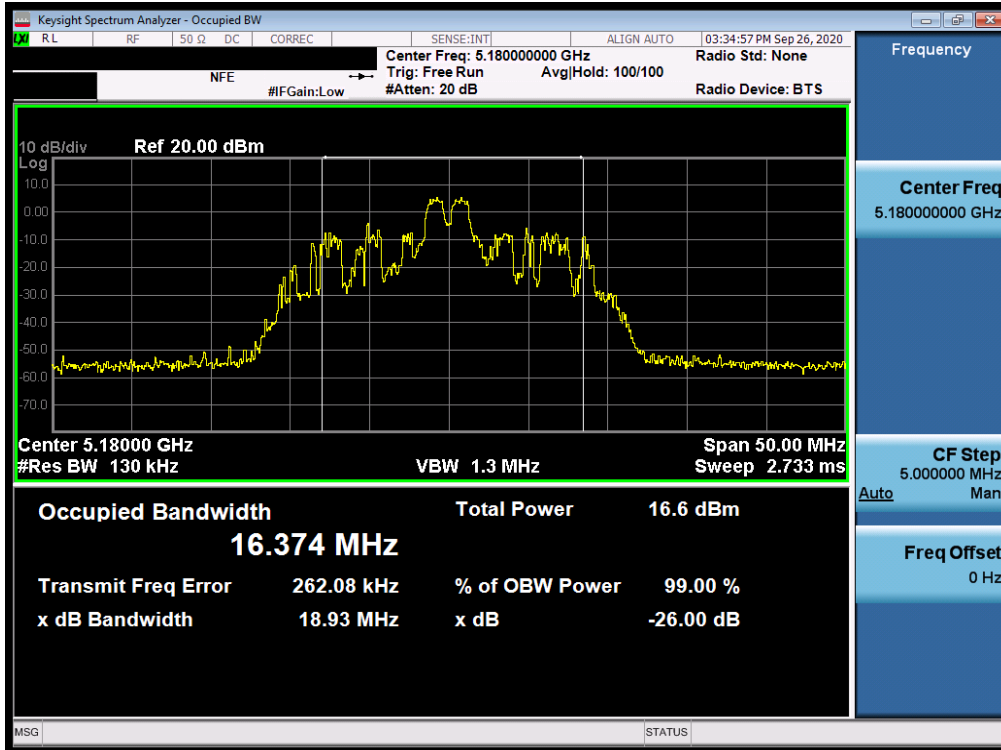 Keysight Spectrum Analyzer - Occupied BW
LXI RL RF 50 Ω DC CORREC SENSE:INT ALIGN AUTO 03:34:57 PM Sep 26, 2020
Center Freq: 5.180000000 GHz Radio Std: None
NFE Trig: Free Run Avg|Hold: 100/100
#IFGain:Low #Atten: 20 dB Radio Device: BTS
10 dB/div Ref 20.00 dBm
Log
10.0
0.00
-10.0
-20.0
-30.0
-40.0
-50.0
-60.0
-70.0
Center 5.18000 GHz Span 50.00 MHz
#Res BW 130 kHz VBW 1.3 MHz Sweep 2.733 ms
Occupied Bandwidth Total Power 16.6 dBm
16.374 MHz
Transmit Freq Error 262.08 kHz % of OBW Power 99.00 %
x dB Bandwidth 18.93 MHz x dB -26.00 dB
MSG STATUS
Frequency
Center Freq
5.180000000 GHz
CF Step
5.000000 MHz
Auto Man
Freq Offset
0 Hz